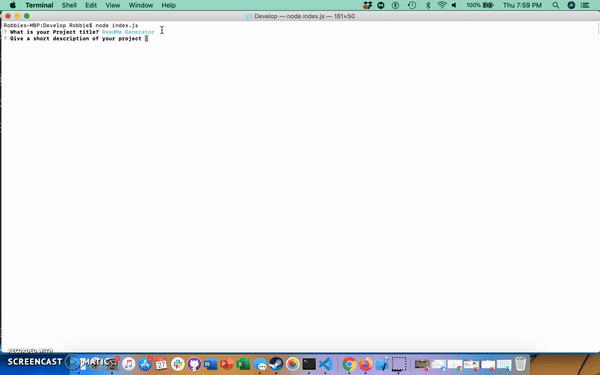 Terminal Shell Edit View Window Help 100% Thu 7:59 PM
Develop — node index.js — 181×50
Robbies-MBP:Develop Robbie$ node index.js
? What is your Project title? ReadMe Generator
? Give a short description of your project
RECORDED WITH
SCREENCAST MATIC